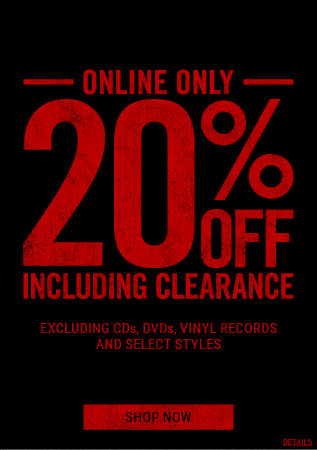 ONLINE ONLY
20%
OFF
INCLUDING CLEARANCE
EXCLUDING CDs, DVDs, VINYL RECORDS
AND SELECT STYLES
SHOP NOW
DETAILS